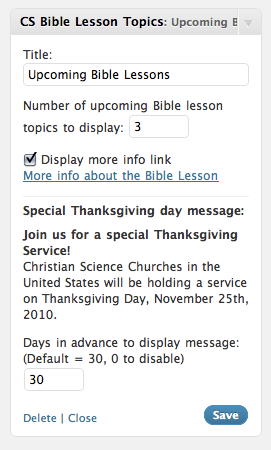 CS Bible Lesson Topics: Upcoming B
Title:
Upcoming Bible Lessons
Number of upcoming Bible lesson
topics to display: 3
Display more info link
More info about the Bible Lesson
Special Thanksgiving day message:
Join us for a special Thanksgiving
Service!
Christian Science Churches in the
United States will be holding a service
on Thanksgiving Day, November 25th,
2010.
Days in advance to display message:
(Default = 30, 0 to disable)
30
Delete | Close
Save